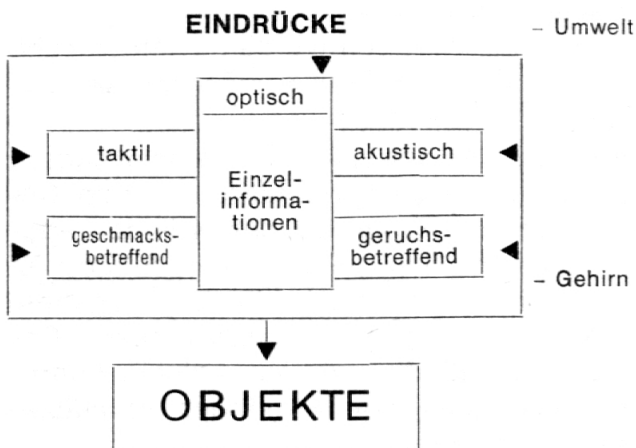 EINDRÜCKE
– Umwelt
optisch
taktil
akustisch
Einzel-
informa-
tionen
geschmacks-
betreffend
geruchs-
betreffend
– Gehirn
OBJEKTE